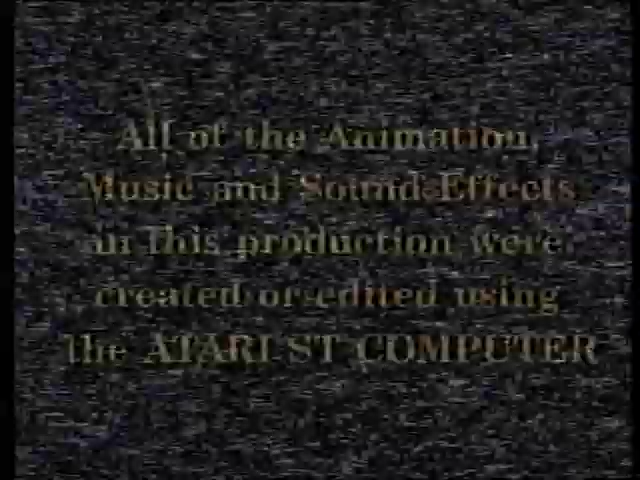 All of the Animation,
Music and Sound Effects
in this production were
created or edited using
the ATARI ST COMPUTER